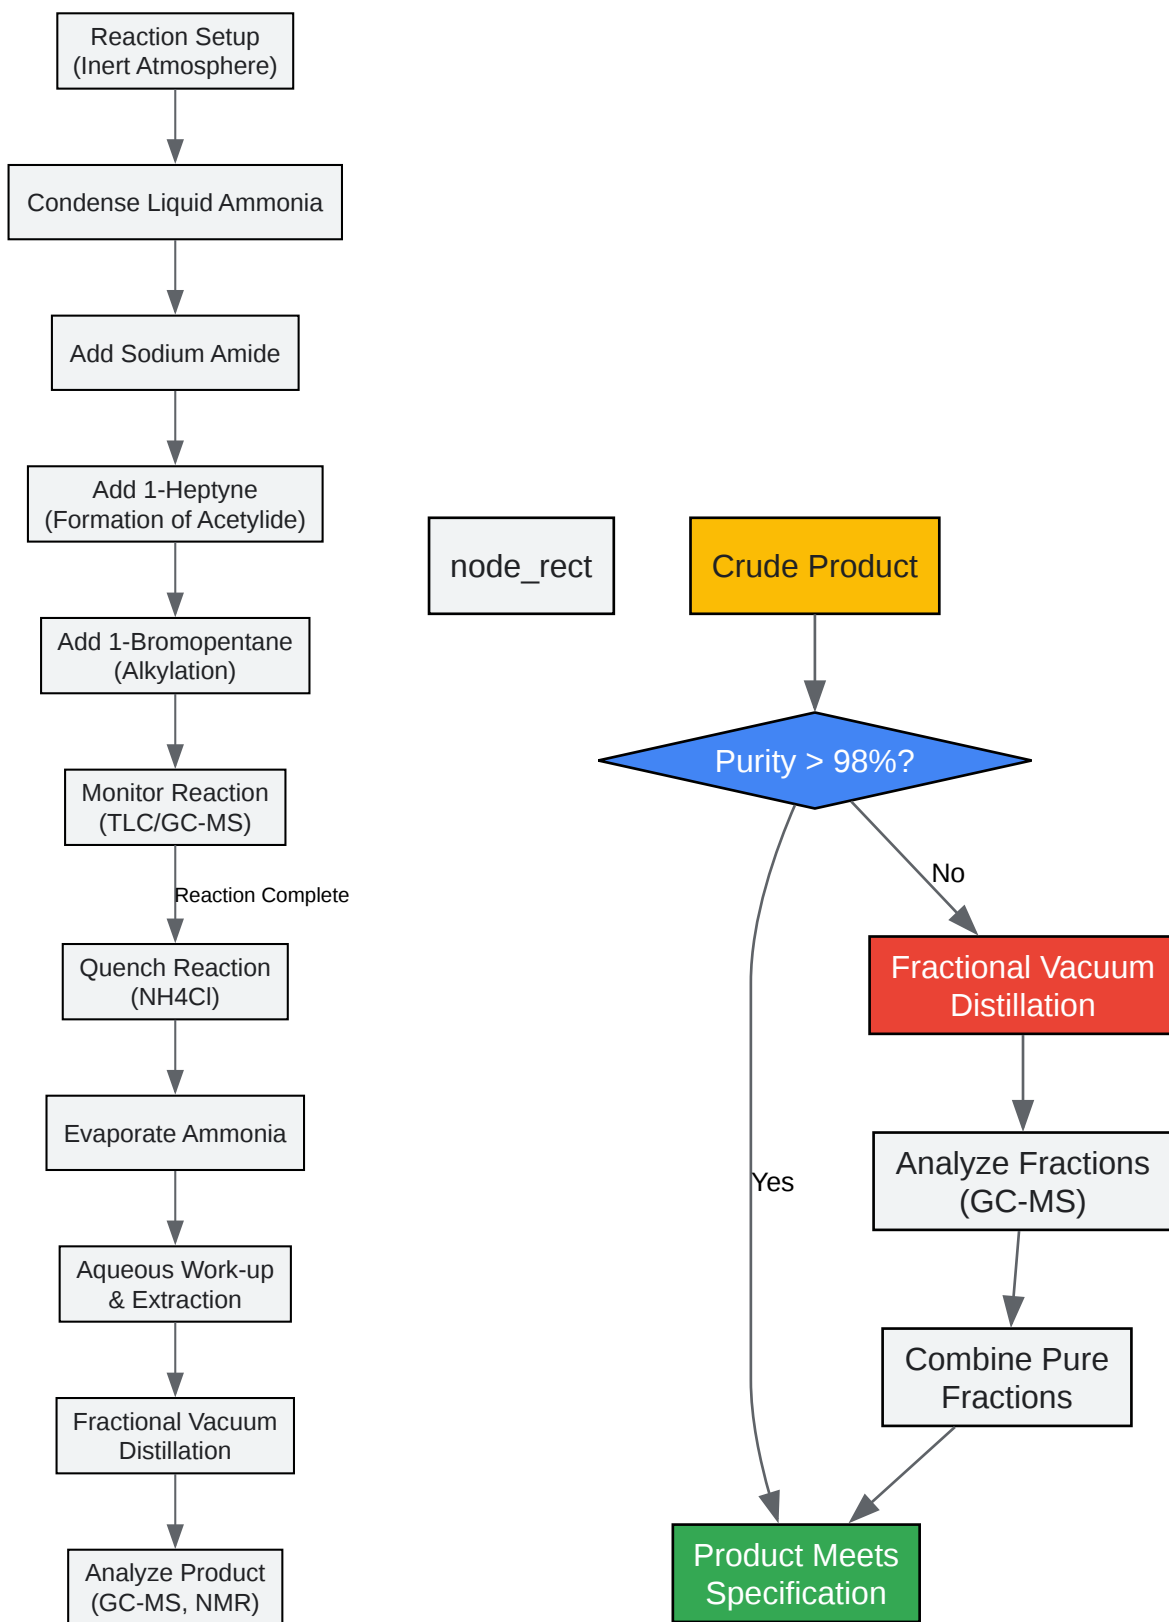 Reaction Setup
(Inert Atmosphere)
Condense Liquid Ammonia
Add Sodium Amide
Add 1-Heptyne
(Formation of Acetylide)
Add 1-Bromopentane
(Alkylation)
Monitor Reaction
(TLC/GC-MS)
Reaction Complete
Quench Reaction
(NH4Cl)
Evaporate Ammonia
Aqueous Work-up
& Extraction
Fractional Vacuum
Distillation
Analyze Product
(GC-MS, NMR)
node_rect
Crude Product
Purity > 98%?
No
Fractional Vacuum
Distillation
Analyze Fractions
(GC-MS)
Yes
Combine Pure
Fractions
Product Meets
Specification